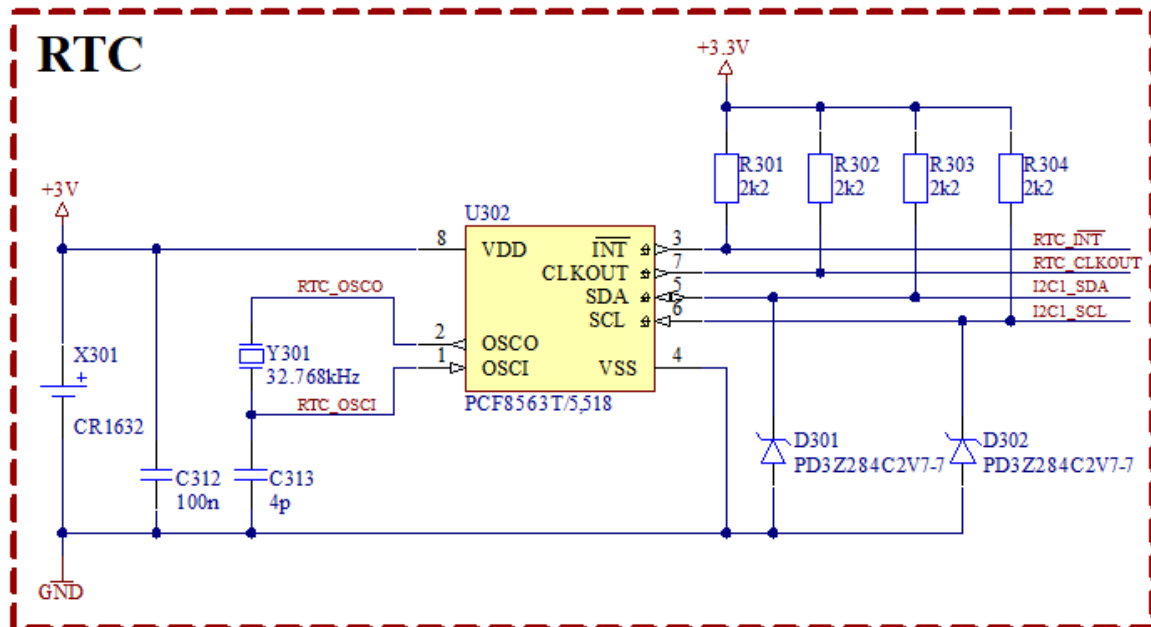 RTC
+3.3V
R301
2k2
R302
2k2
R303
2k2
R304
2k2
+3V
U302
8
VDD
INT
3
RTC_INT
CLKOUT
7
RTC_CLKOUT
SDA
5
I2C1_SDA
SCL
6
I2C1_SCL
RTC_OSCO
2
OSCO
1
OSCI
VSS
4
Y301
32.768kHz
RTC_OSCI
PCF8563T/5,518
X301
+
CR1632
C312
100n
C313
4p
D301
PD3Z284C2V7-7
D302
PD3Z284C2V7-7
GND